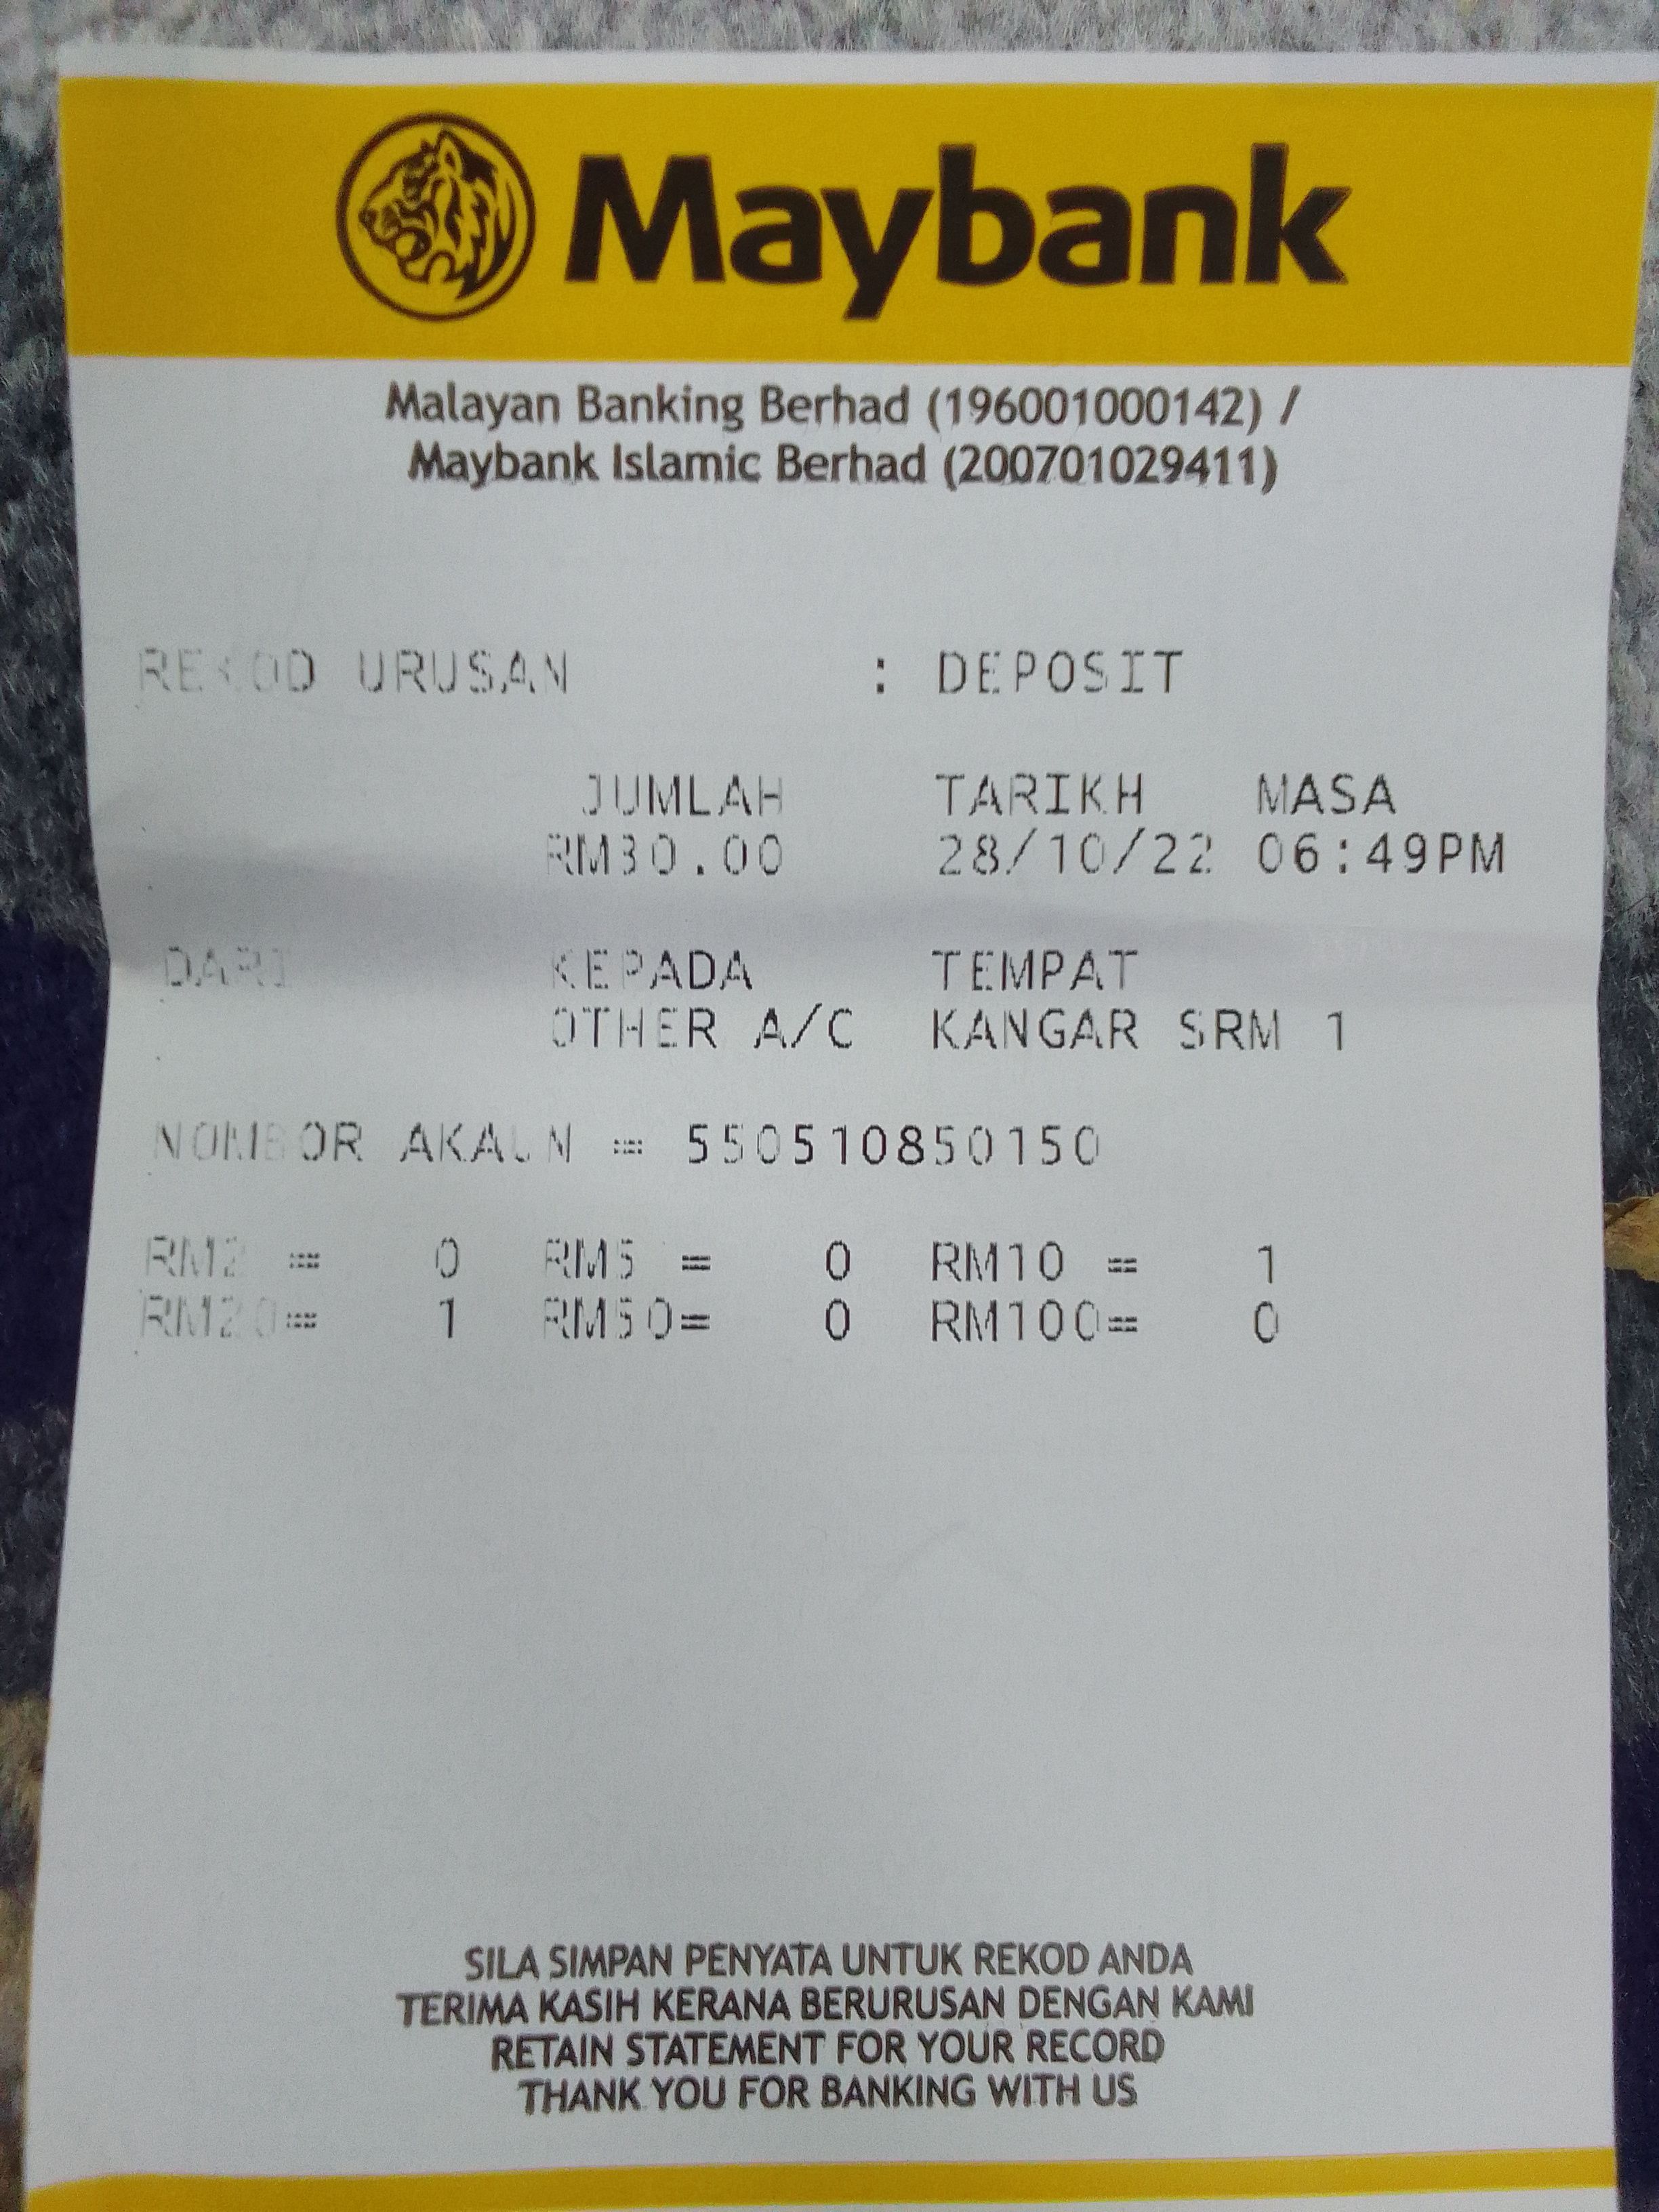 Maybank
Malayan Banking Berhad (196001000142) /
Maybank Islamic Berhad (200701029411)
REKOD URUSAN : DEPOSIT
JUMLAH TARIKH MASA
RM30.00 28/10/22 06:49PM
DARI KEPADA TEMPAT
OTHER A/C KANGAR SRM 1
NOMBOR AKAUN = 550510850150
RM2 = 0 RM5 = 0 RM10 = 1
RM20= 1 RM50= 0 RM100= 0
SILA SIMPAN PENYATA UNTUK REKOD ANDA
TERIMA KASIH KERANA BERURUSAN DENGAN KAMI
RETAIN STATEMENT FOR YOUR RECORD
THANK YOU FOR BANKING WITH US